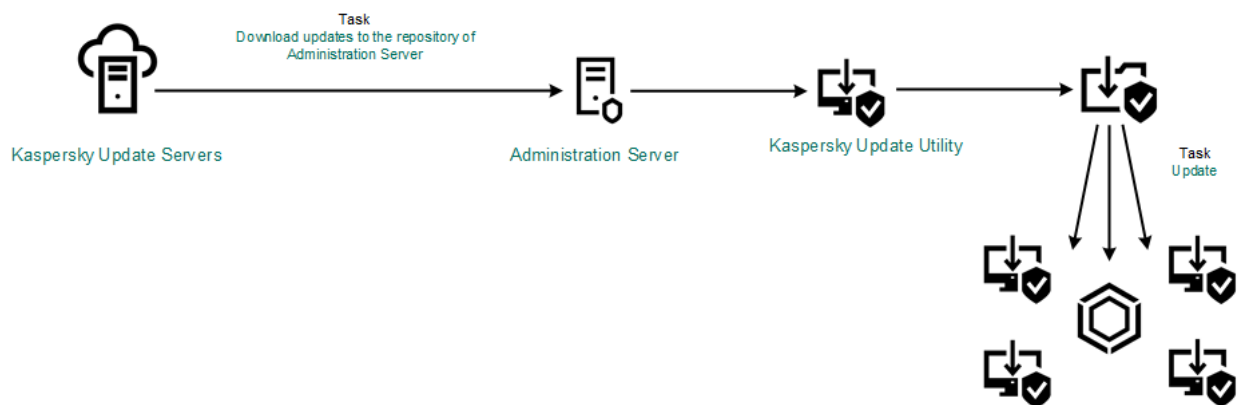 Task
Download updates to the repository of
Administration Server
Kaspersky Update Servers
Administration Server
Kaspersky Update Utility
Task
Update